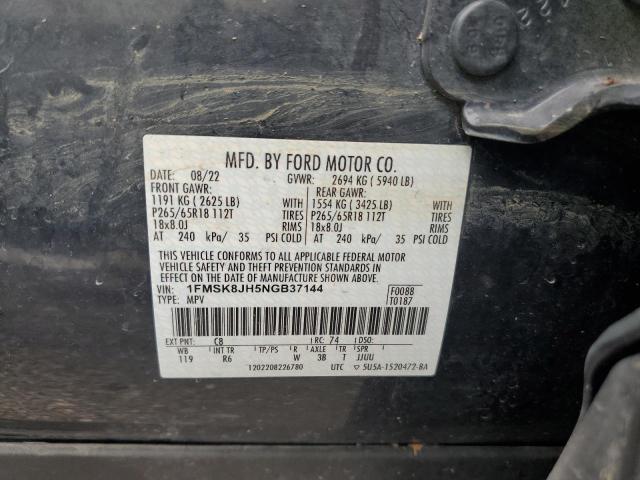 MFD. BY FORD MOTOR CO.
DATE: 08/22 GVWR: 2694 KG ( 5940 LB)
FRONT GAWR: REAR GAWR:
1191 KG ( 2625 LB) WITH 1554 KG ( 3425 LB) WITH
P265/65R18 112T TIRES P265/65R18 112T TIRES
18x8.0J RIMS 18x8.0J RIMS
AT 240 kPa/ 35 PSI COLD AT 240 kPa/ 35 PSI COLD
THIS VEHICLE CONFORMS TO ALL APPLICABLE FEDERAL MOTOR
VEHICLE SAFETY, BUMPER, AND THEFT PREVENTION STANDARDS IN
EFFECT ON THE DATE OF MANUFACTURE SHOWN ABOVE.
VIN: 1FMSK8JH5NGB37144 F0088
TYPE: MPV T0187
EXT PNT: C8 RC: 74 DSO:
WB INT TR TP/PS R AXLE TR SPR
119 R6 W 3B T JJUU
1202208226780 UTC ▽ 5U5A-1520472-BA